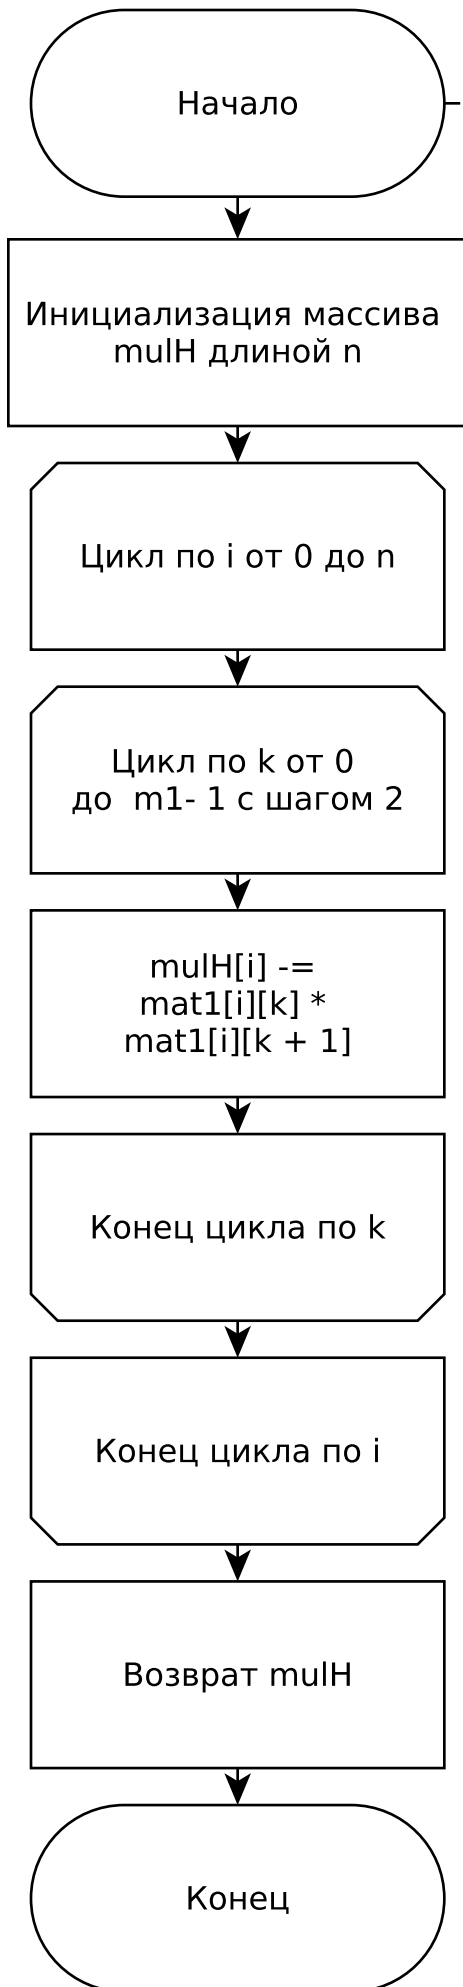 Начало
Инициализация массива
mulH длиной n
Цикл по i от 0 до n
Цикл по k от 0
до  m1- 1 с шагом 2
mulH[i] -=
mat1[i][k] *
mat1[i][k + 1]
Конец цикла по k
Конец цикла по i
Возврат mulH
Конец